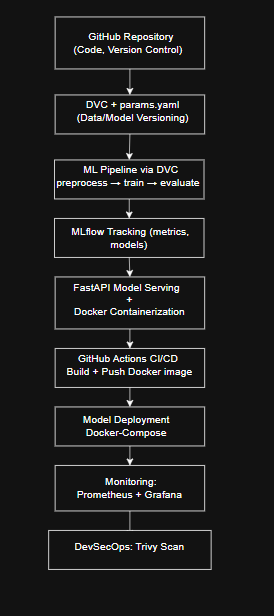 GitHub Repository
(Code, Version Control)
DVC + params.yaml
(Data/Model Versioning)
ML Pipeline via DVC
preprocess → train → evaluate
MLflow Tracking (metrics,
models)
FastAPI Model Serving
+
Docker Containerization
GitHub Actions CI/CD
Build + Push Docker image
Model Deployment
Docker-Compose
Monitoring:
Prometheus + Grafana
DevSecOps: Trivy Scan